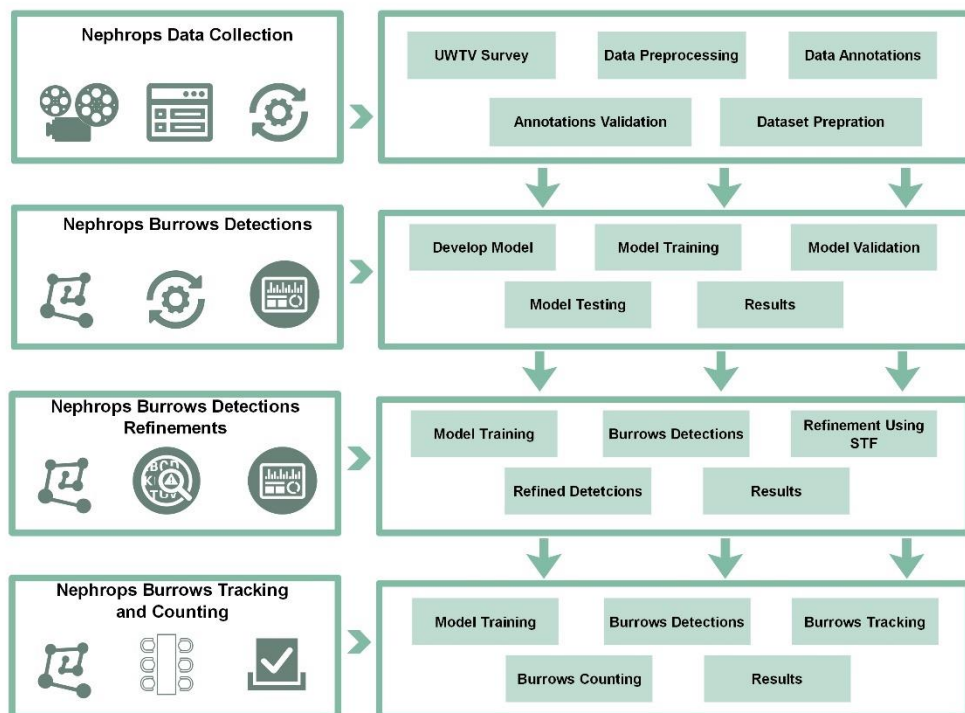 Nephrops Data Collection
UWTV Survey
Data Preprocessing
Data Annotations
Annotations Validation
Dataset Prepration
Nephrops Burrows Detections
Develop Model
Model Training
Model Validation
Model Testing
Results
Nephrops Burrows Detections
Refinements
Model Training
Burrows Detections
Refinement Using
STF
Refined Detetcions
Results
Nephrops Burrows Tracking
and Counting
Model Training
Burrows Detections
Burrows Tracking
Burrows Counting
Results